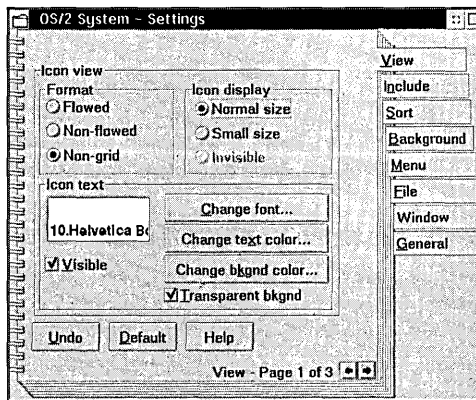 OS/2 System - Settings
Icon view
Format
Flowed
Non-flowed
Non-grid
Icon display
Normal size
Small size
Invisible
Icon text
10.Helvetica Bo
Visible
Change font...
Change text color...
Change bkgnd color...
Transparent bkgnd
Undo
Default
Help
View - Page 1 of 3
View
Include
Sort
Background
Menu
File
Window
General